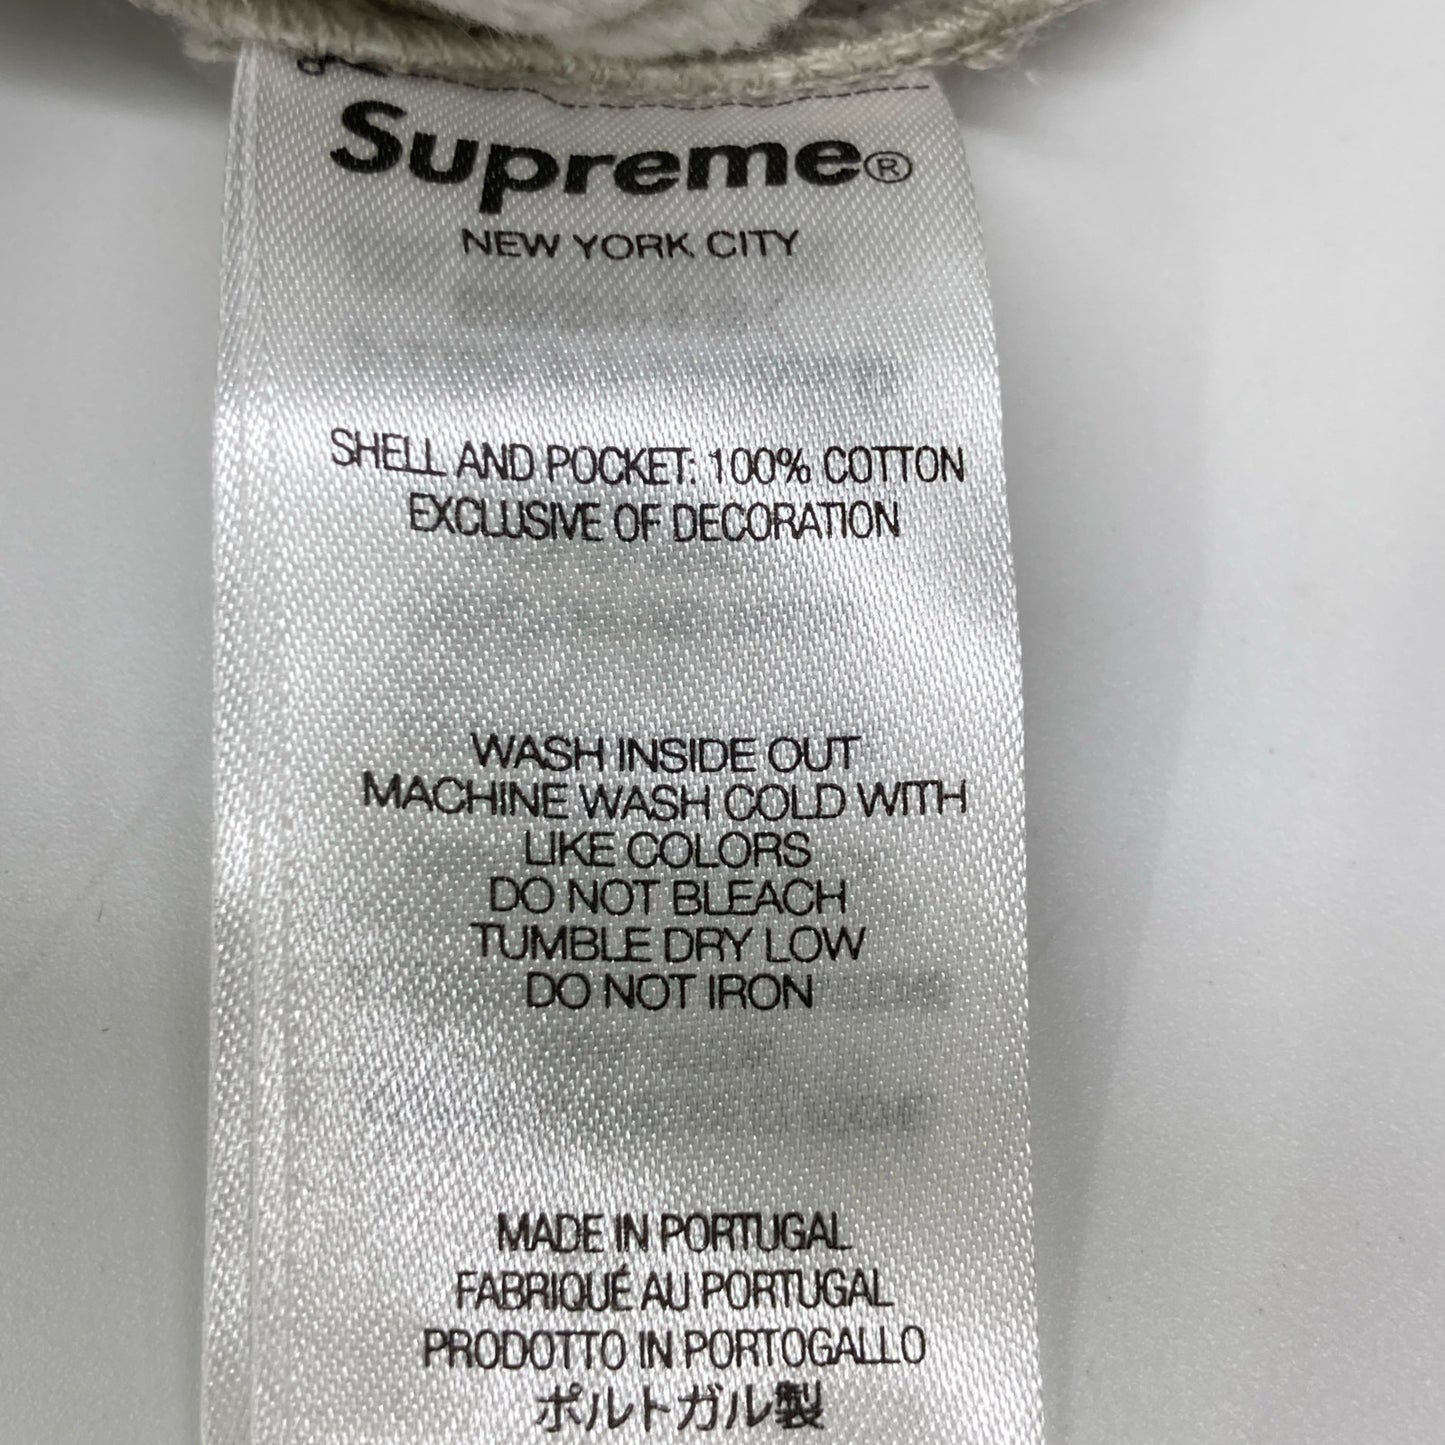 Supreme®
NEW YORK CITY
SHELL AND POCKET: 100% COTTON
EXCLUSIVE OF DECORATION
WASH INSIDE OUT
MACHINE WASH COLD WITH
LIKE COLORS
DO NOT BLEACH
TUMBLE DRY LOW
DO NOT IRON
MADE IN PORTUGAL
FABRIQUÉ AU PORTUGAL
PRODOTTO IN PORTOGALLO
ポルトガル製